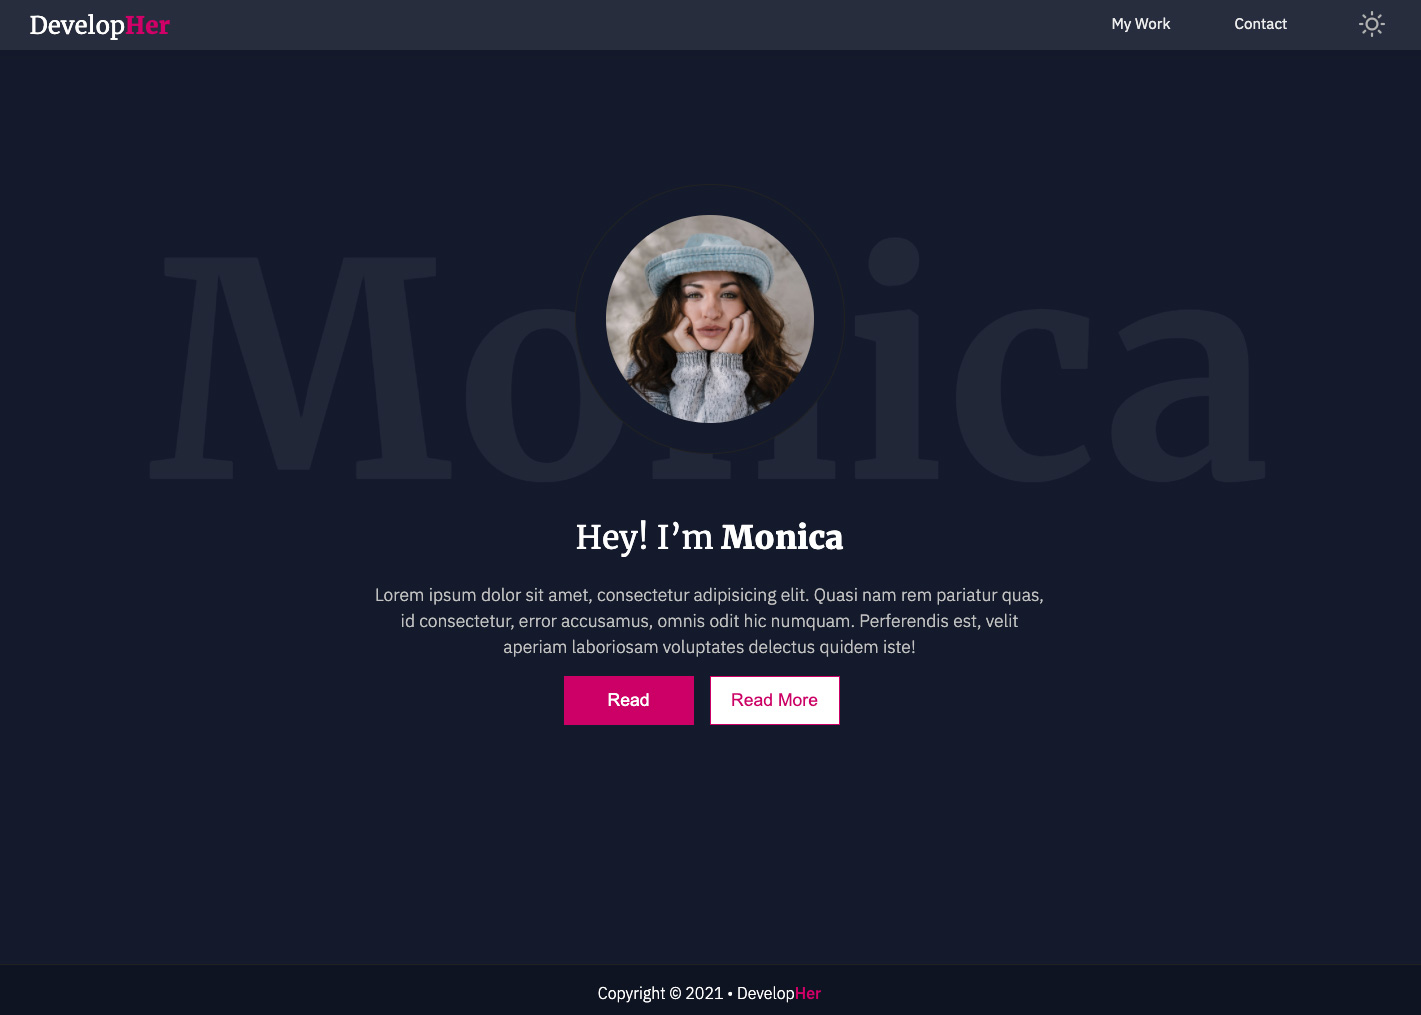 DevelopHer
My Work
Contact
Monica
Hey! I’m Monica
Lorem ipsum dolor sit amet, consectetur adipisicing elit. Quasi nam rem pariatur quas,
id consectetur, error accusamus, omnis odit hic numquam. Perferendis est, velit
aperiam laboriosam voluptates delectus quidem iste!
Read
Read More
Copyright © 2021 • DevelopHer